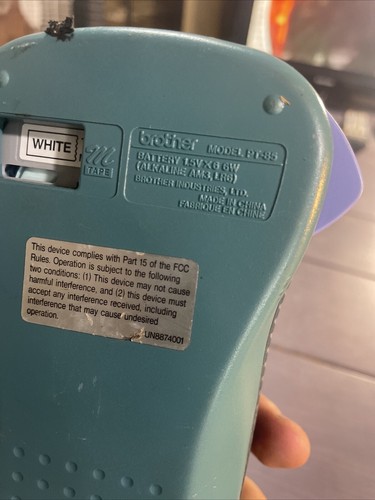 WHITE
TAPE
brother MODEL PT-85
BATTERY 1.5V×6 6W
(ALKALINE AM3, LR6)
BROTHER INDUSTRIES, LTD.
MADE IN CHINA
FABRIQUE EN CHINE
This device complies with Part 15 of the FCC
Rules. Operation is subject to the following
two conditions: (1) This device may not cause
harmful interference, and (2) this device must
accept any interference received, including
interference that may cause undesired
operation.
UN8874001